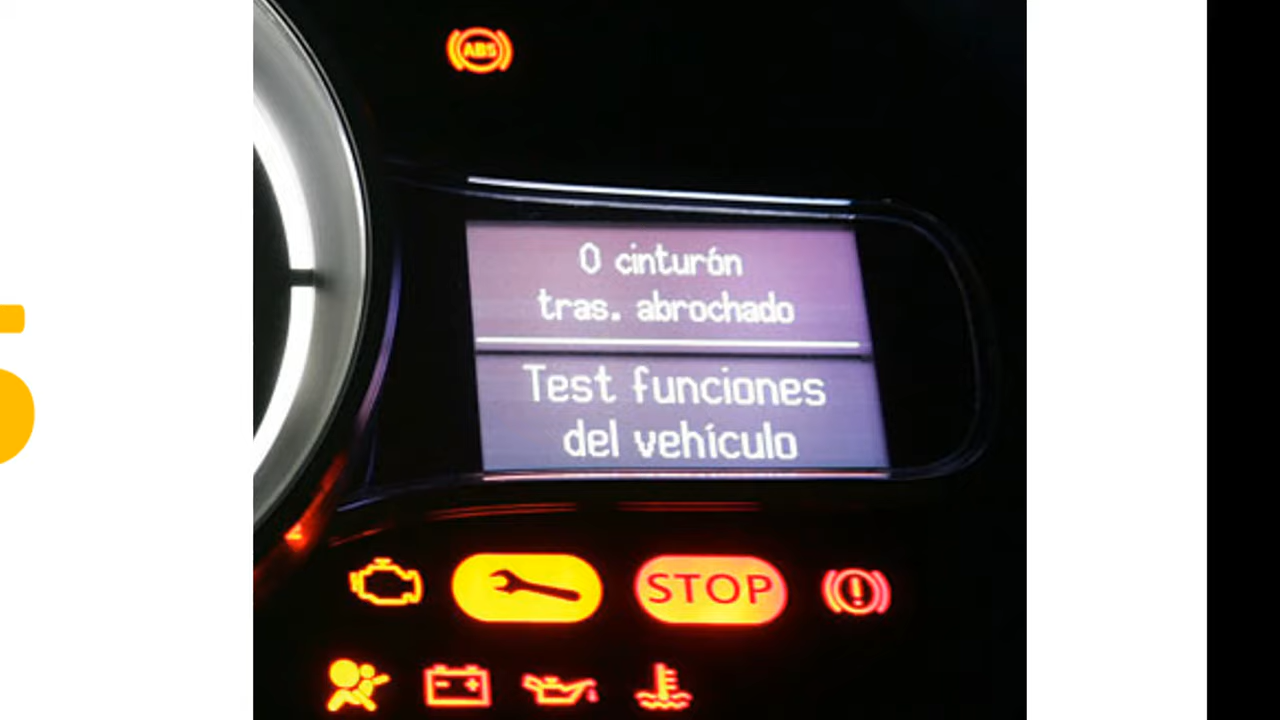 ABS
0 cinturón
tras. abrochado
Test funciones
del vehículo
STOP